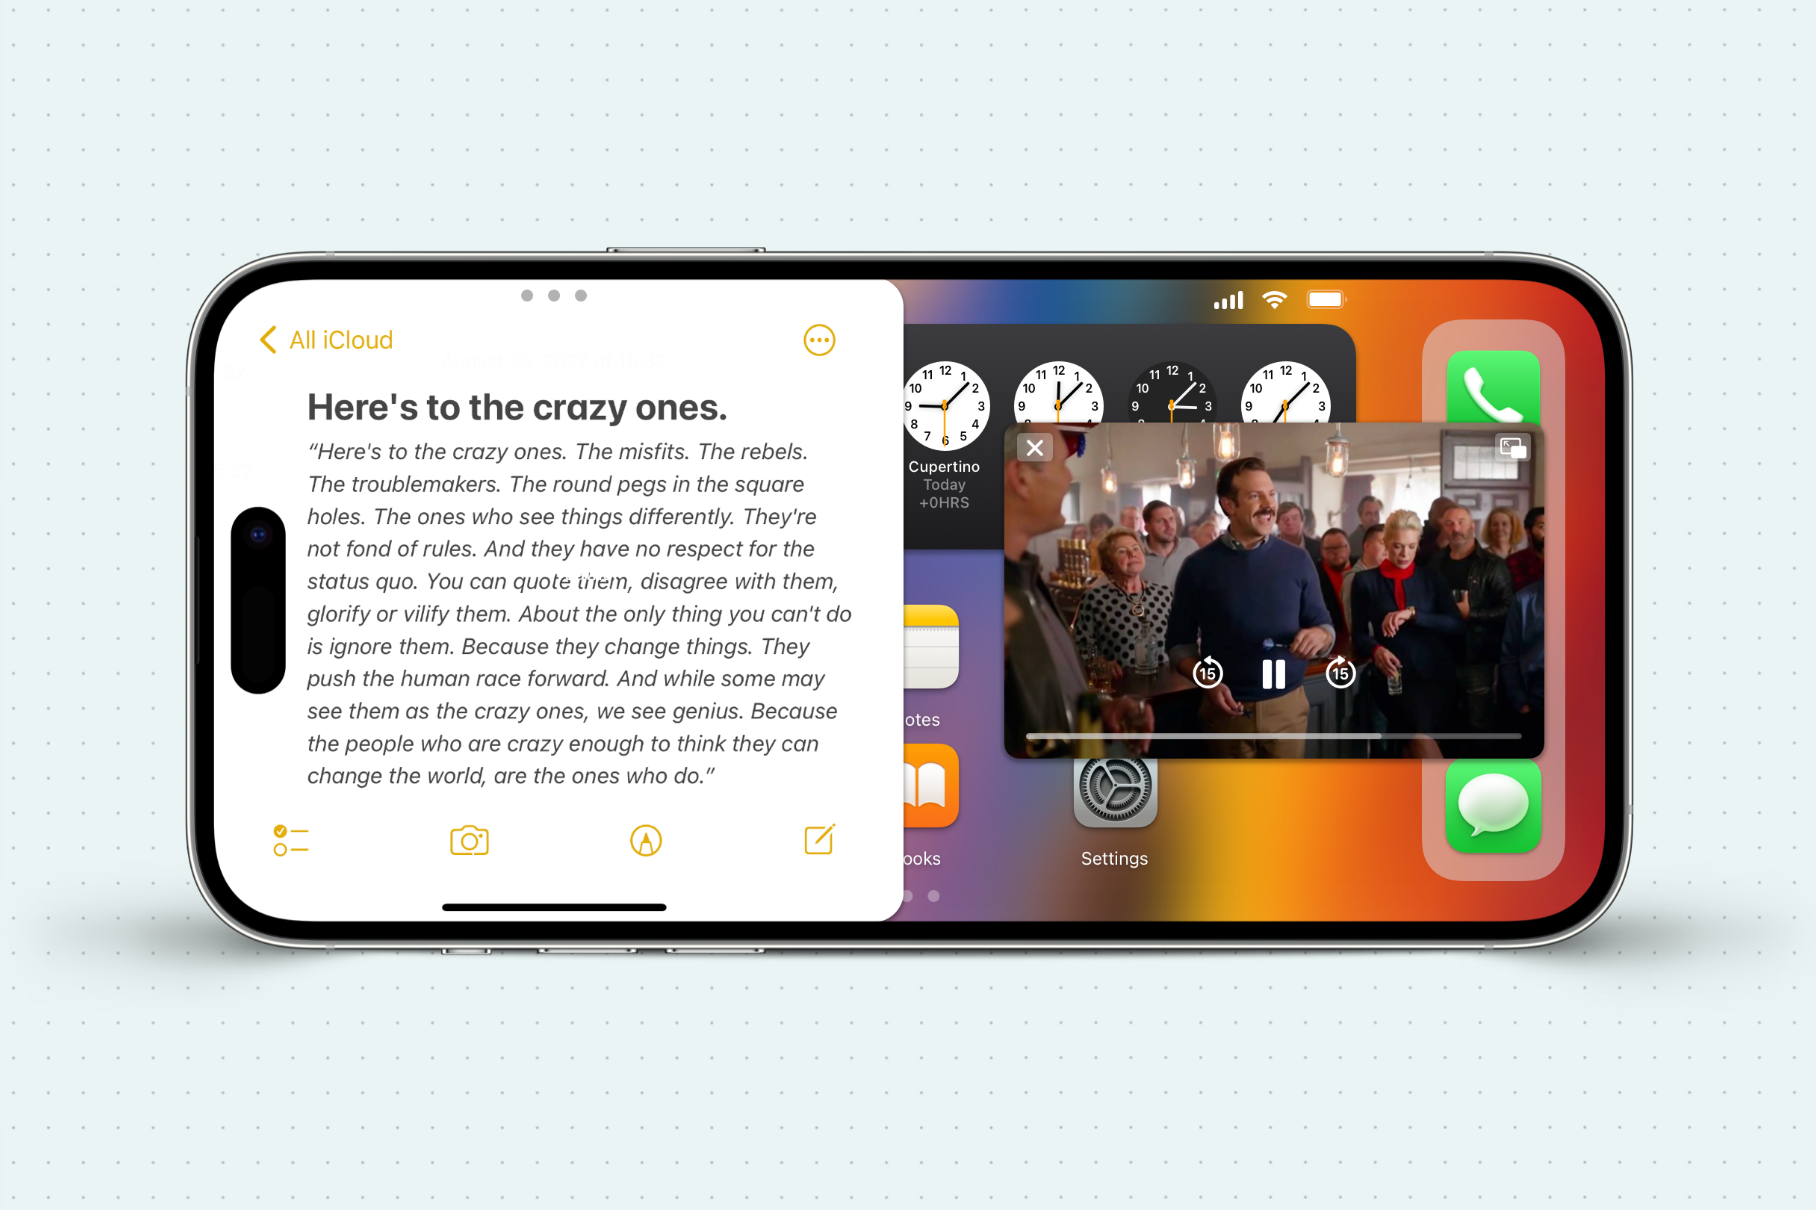 All iCloud
Here's to the crazy ones.
“Here's to the crazy ones. The misfits. The rebels.
The troublemakers. The round pegs in the square
holes. The ones who see things differently. They're
not fond of rules. And they have no respect for the
status quo. You can quote them, disagree with them,
glorify or vilify them. About the only thing you can't do
is ignore them. Because they change things. They
push the human race forward. And while some may
see them as the crazy ones, we see genius. Because
the people who are crazy enough to think they can
change the world, are the ones who do.”
11 12 1
10 2
9 3
8 4
7 6 5
11 12 1
10 2
9 3
8 4
11 12 1
10 2
9 3
11 12 1
10 2
9 3
8 4
Cupertino
Today
+0HRS
15 15
otes
ooks
Settings